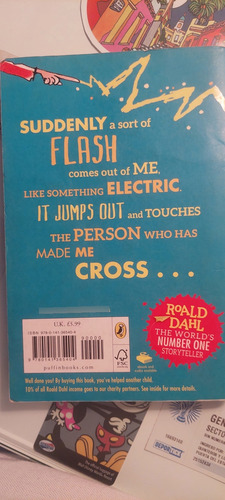 SUDDENLY a sort of
FLASH
comes out of ME,
LIKE SOMETHING ELECTRIC.
IT JUMPS OUT and TOUCHES
THE PERSON WHO HAS
MADE ME
CROSS . . .
U.K. £5.99
puffinbooks.com
FSC
ROALD
DAHL
THE WORLD'S
NUMBER ONE
STORYTELLER
Well done you! By buying this book, you've helped another child.
10% of all Roald Dahl income goes to our charity partners. See inside for more details.
GEN